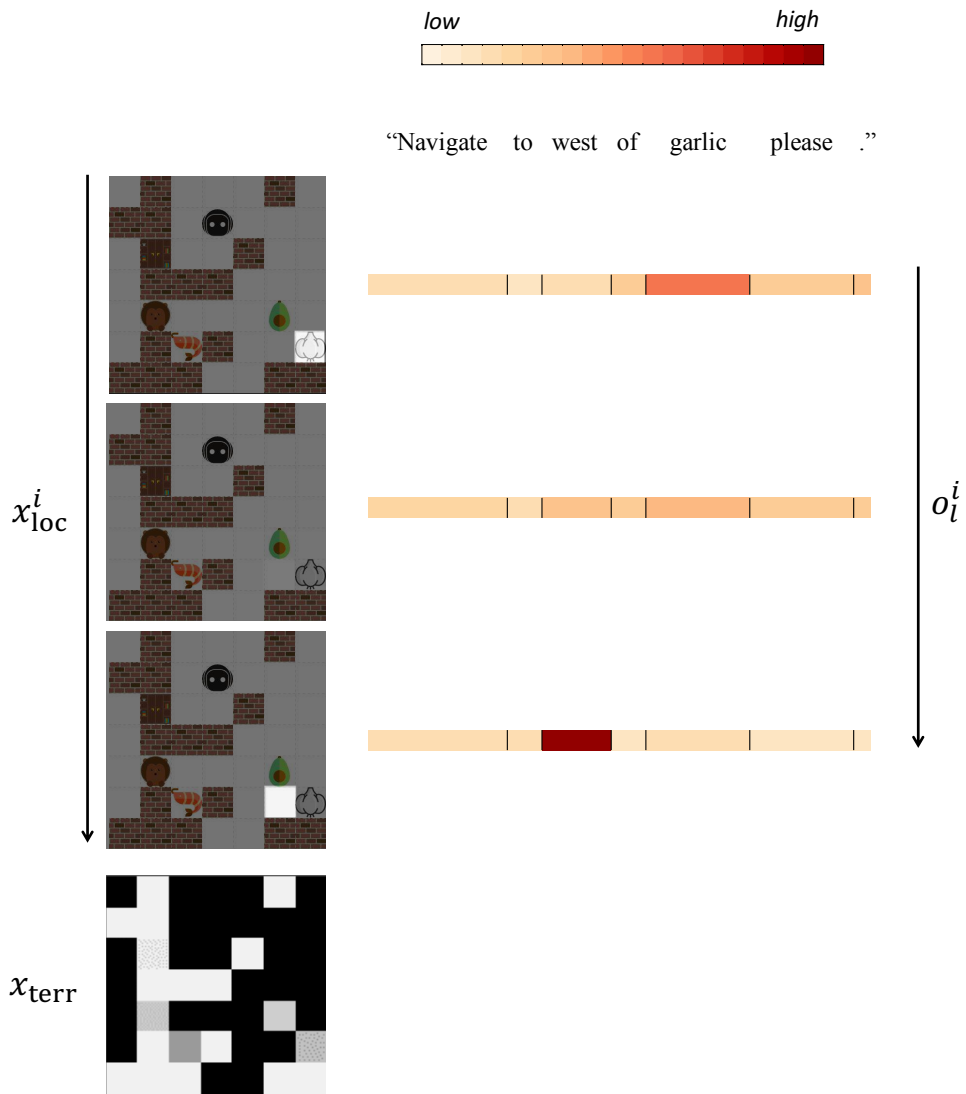 low high
“Navigate to west of garlic please .”
x_loc^i
o_l^i
x_terr